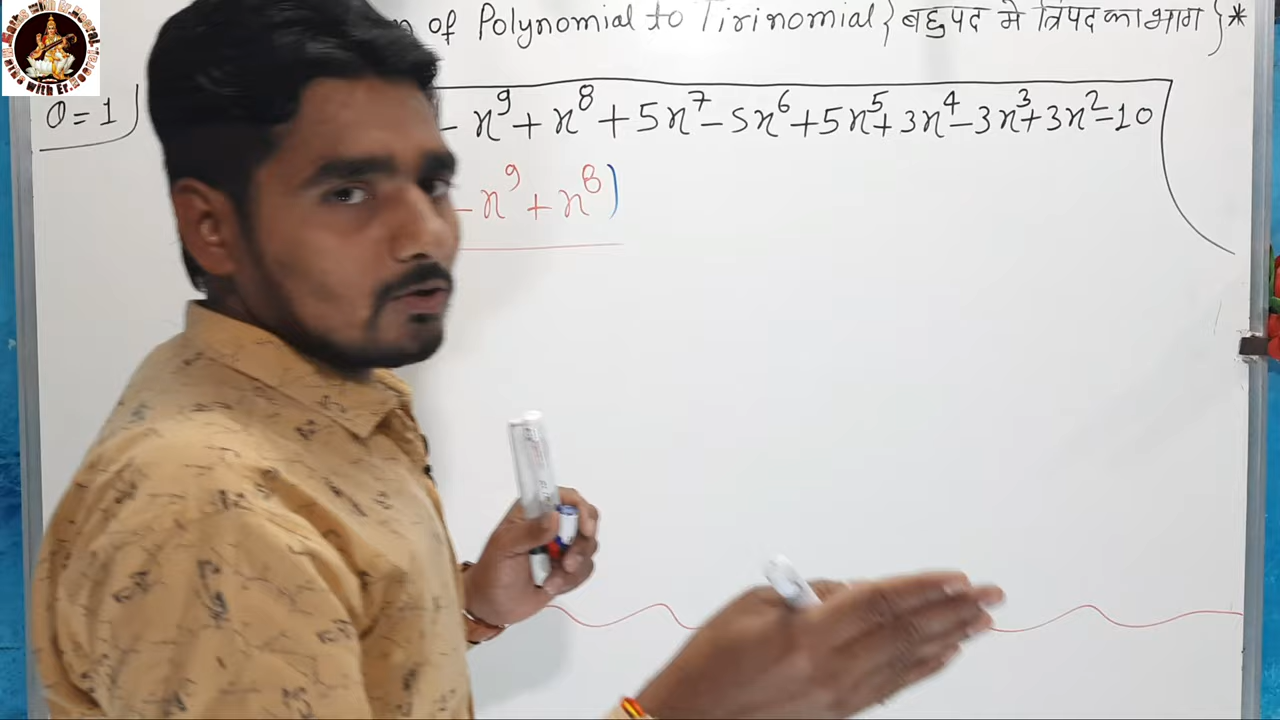 of Polynomial to Tirinomial } बहुपद मे त्रिपद का भाग } *
0 = 1 ) - x⁹ + x⁸ + 5x⁷ - 5x⁶ + 5x⁵ + 3x⁴ - 3x³ + 3x² - 10
- x⁹ + x⁸ )